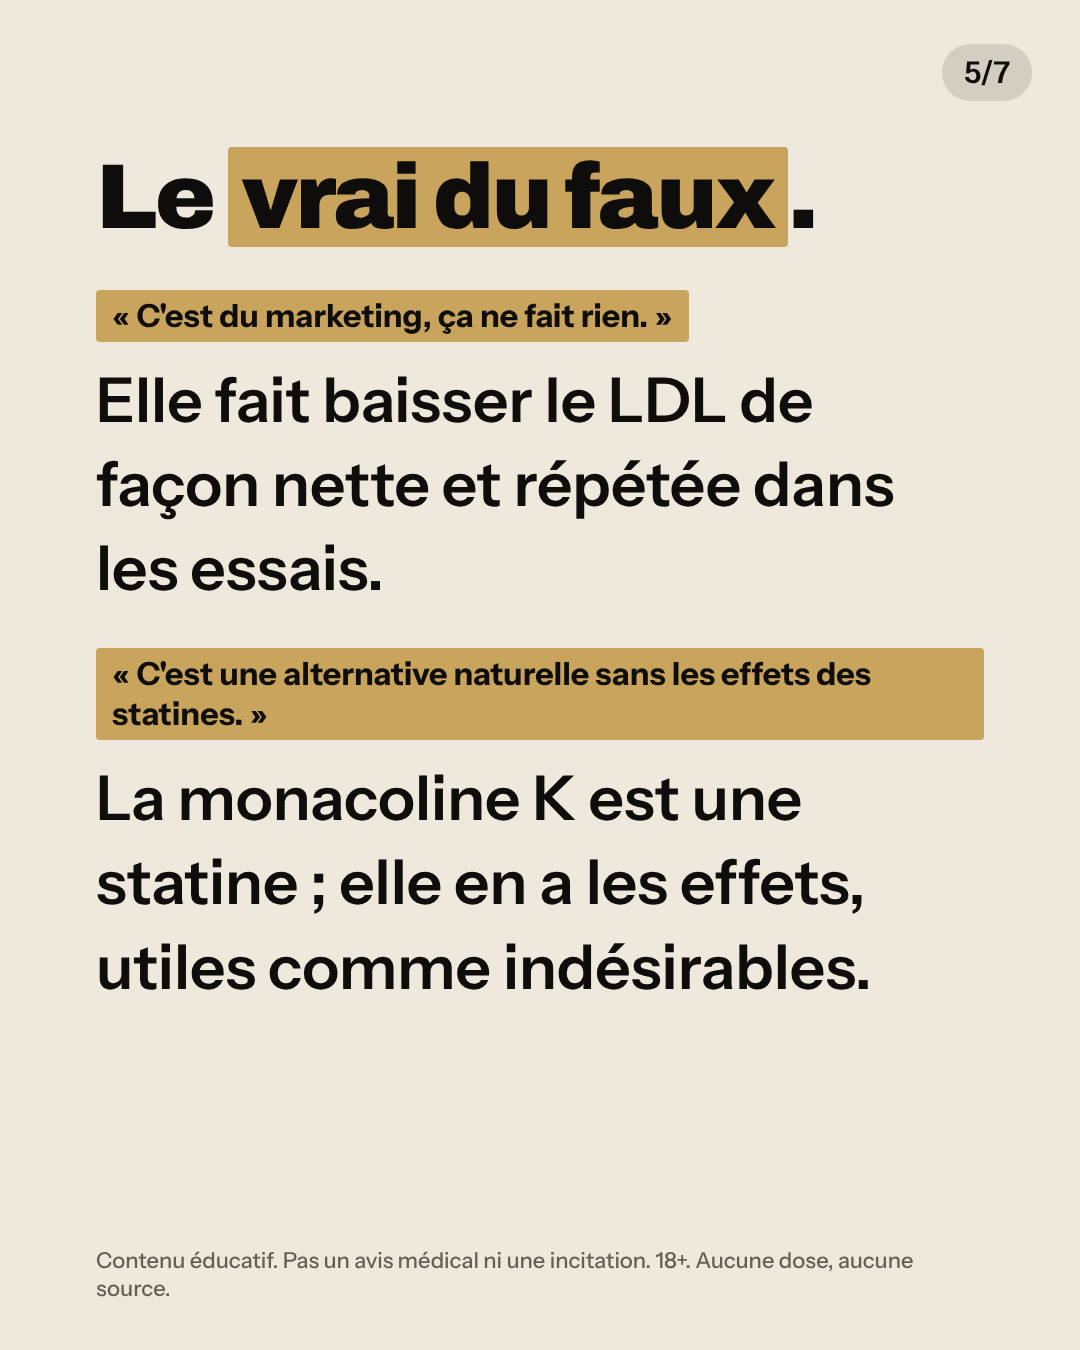 5/7
Le vrai du faux.
« C'est du marketing, ça ne fait rien. »
Elle fait baisser le LDL de
façon nette et répétée dans
les essais.
« C'est une alternative naturelle sans les effets des
statines. »
La monacoline K est une
statine ; elle en a les effets,
utiles comme indésirables.
Contenu éducatif. Pas un avis médical ni une incitation. 18+. Aucune dose, aucune
source.